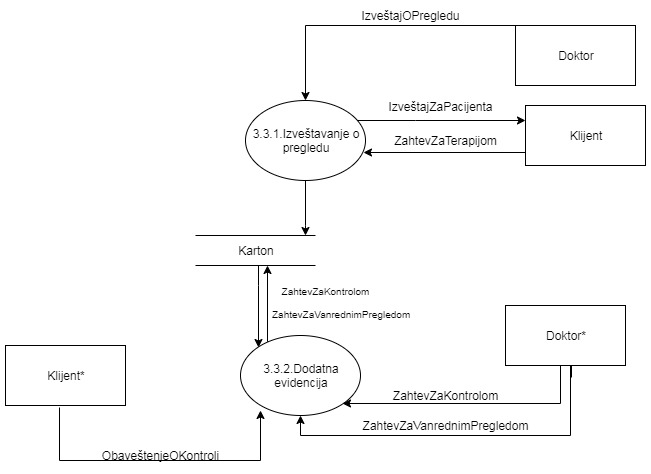 IzveštajOPregledu
Doktor
IzveštajZaPacijenta
3.3.1.Izveštavanje o
pregledu
Klijent
ZahtevZaTerapijom
Karton
ZahtevZaKontrolom
ZahtevZaVanrednimPregledom
Doktor*
3.3.2.Dodatna
evidencija
Klijent*
ZahtevZaKontrolom
ZahtevZaVanrednimPregledom
ObaveštenjeOKontroli